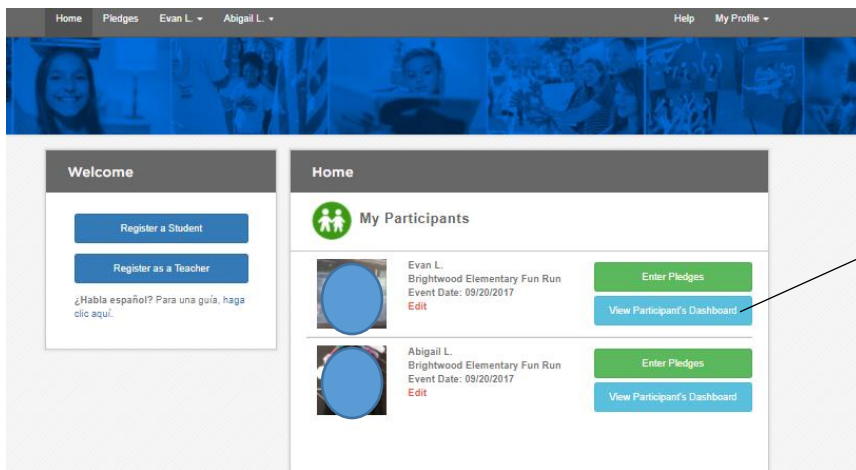 Home Pledges Evan L. Abigail L. Help My Profile
Welcome
Register a Student
Register as a Teacher
¿Habla español? Para una guía, haga
clic aquí.
Home
My Participants
Evan L.
Brightwood Elementary Fun Run
Event Date: 09/20/2017
Edit
Enter Pledges
View Participant's Dashboard
Abigail L.
Brightwood Elementary Fun Run
Event Date: 09/20/2017
Edit
Enter Pledges
View Participant's Dashboard